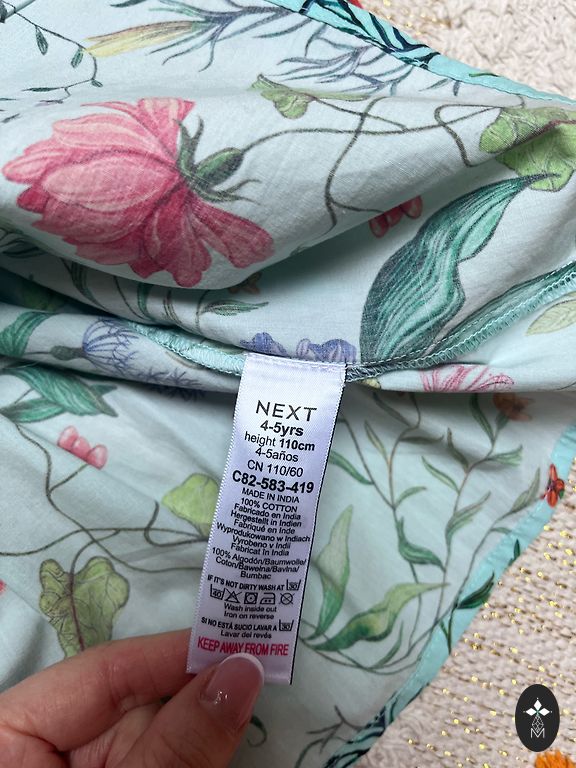 NEXT
4-5yrs
height 110cm
4-5años
CN 110/60
C82-583-419
MADE IN INDIA
100% COTTON
Fabricado en India
Hergestellt in Indien
Fabriqué en Inde
Wyprodukowano w Indiach
Vyrobeno v Indii
Fabricat în India
100% Algodón/Baumwolle/
Coton/Bawełna/Bavlna/
Bumbac
IF IT'S NOT DIRTY WASH AT 30
40
Wash inside out
Iron on reverse
SI NO ESTÁ SUCIO LAVAR A 30
Lavar del revés
KEEP AWAY FROM FIRE
M